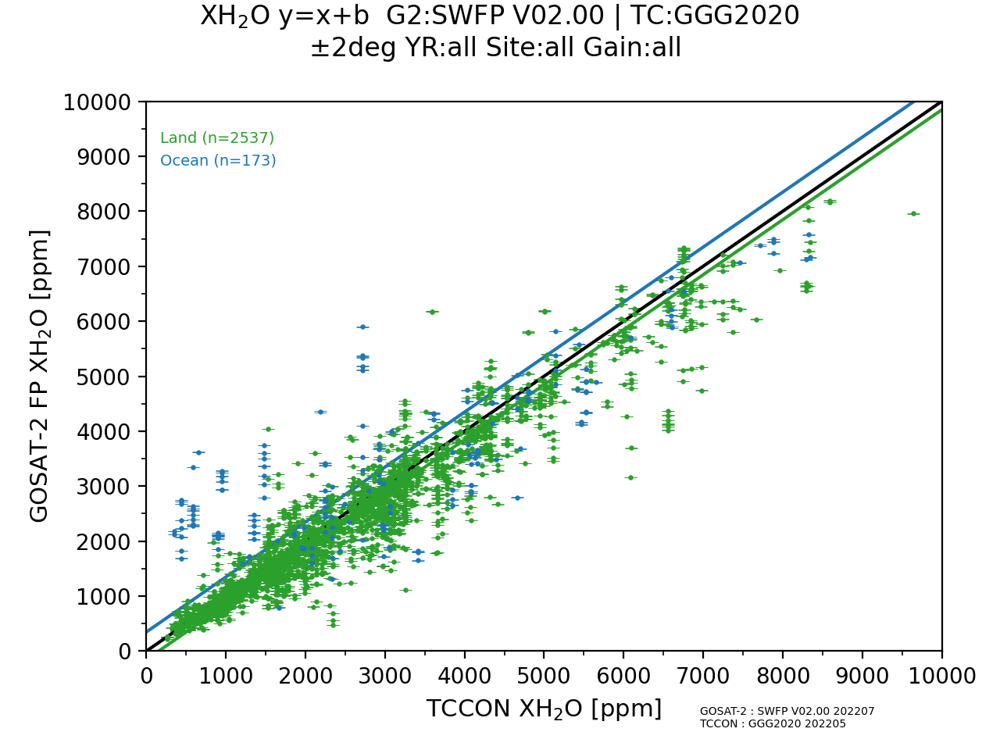 XH₂O y=x+b  G2:SWFP V02.00 | TC:GGG2020
±2deg YR:all Site:all Gain:all
10000
9000
8000
7000
6000
5000
4000
3000
2000
1000
0
Land (n=2537)
Ocean (n=173)
GOSAT-2 FP XH₂O [ppm]
0 1000 2000 3000 4000 5000 6000 7000 8000 9000 10000
TCCON XH₂O [ppm]
GOSAT-2 : SWFP V02.00 202207
TCCON : GGG2020 202205